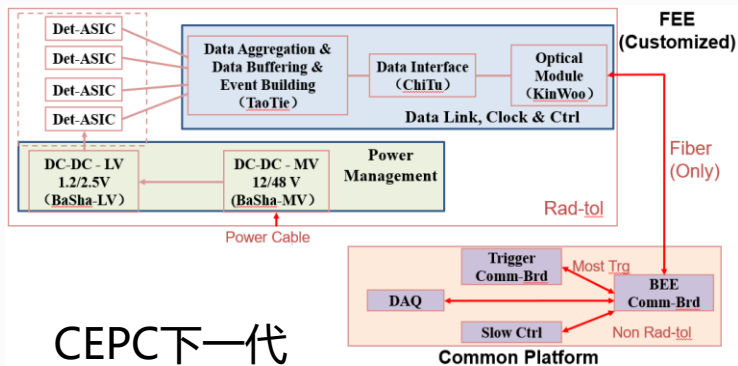 Det-ASIC
Det-ASIC
Det-ASIC
Det-ASIC
Data Aggregation &
Data Buffering &
Event Building
（TaoTie）
Data Interface
（ChiTu）
Optical
Module
（KinWoo）
Data Link, Clock & Ctrl
FEE
(Customized)
DC-DC - LV
1.2/2.5V
(BaSha-LV)
DC-DC - MV
12/48 V
(BaSha-MV)
Power
Management
Rad-tol
Power Cable
Fiber
(Only)
Trigger
Comm-Brd
Most Trg
DAQ
BEE
Comm-Brd
Slow Ctrl
Non Rad-tol
Common Platform
CEPC下一代